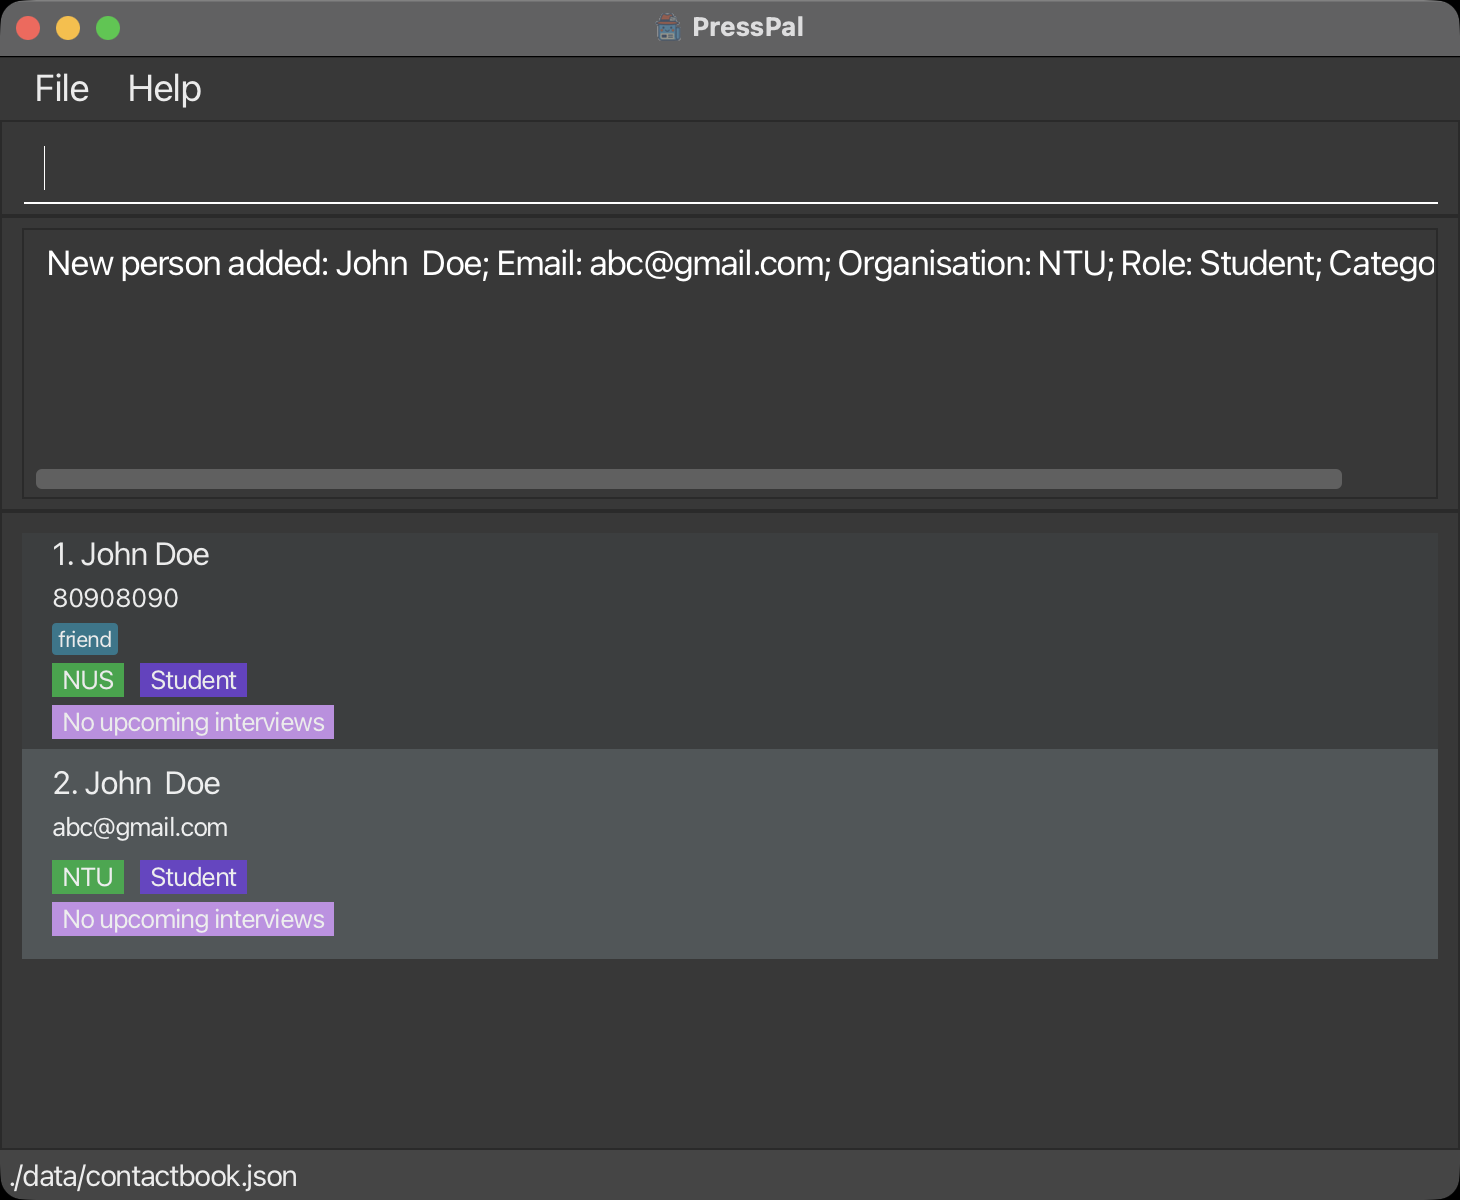 PressPal
File Help
New person added: John  Doe; Email: abc@gmail.com; Organisation: NTU; Role: Student; Catego
1. John Doe
80908090
friend
NUS Student
No upcoming interviews
2. John  Doe
abc@gmail.com
NTU Student
No upcoming interviews
./data/contactbook.json